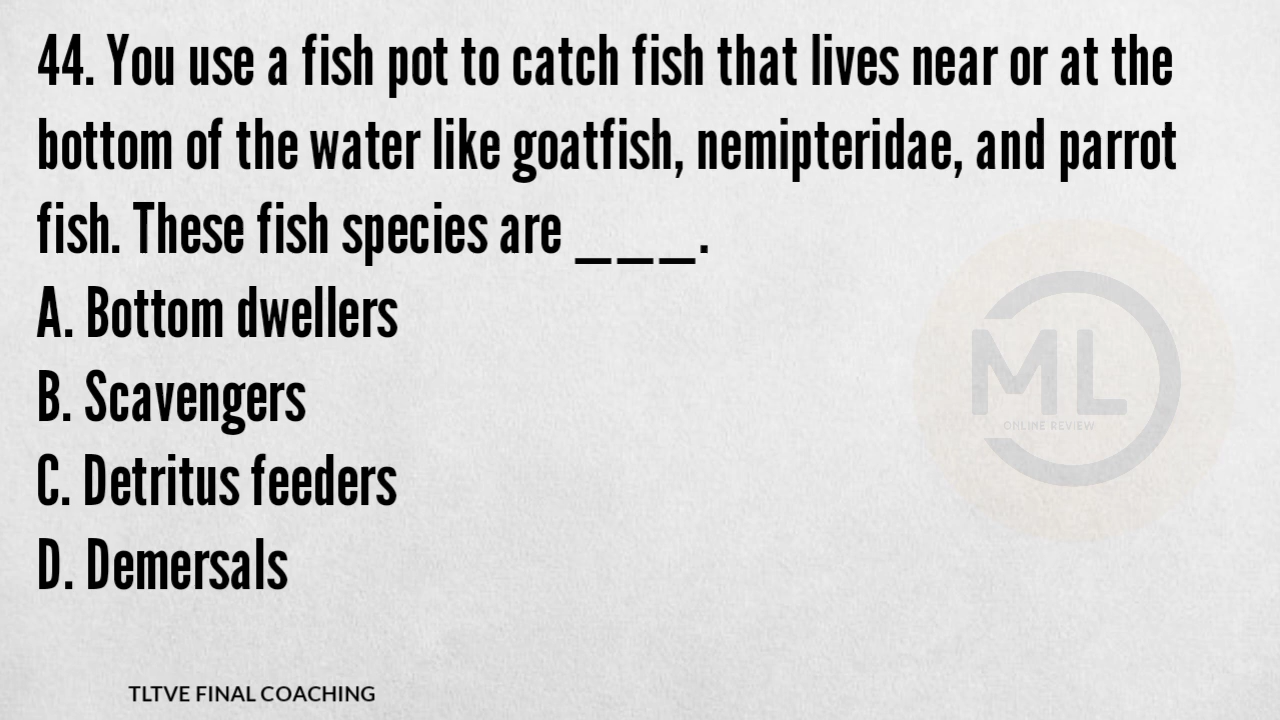 44. You use a fish pot to catch fish that lives near or at the
bottom of the water like goatfish, nemipteridae, and parrot
fish. These fish species are ___.
A. Bottom dwellers
B. Scavengers
C. Detritus feeders
D. Demersals
ML
ONLINE REVIEW
TLTVE FINAL COACHING